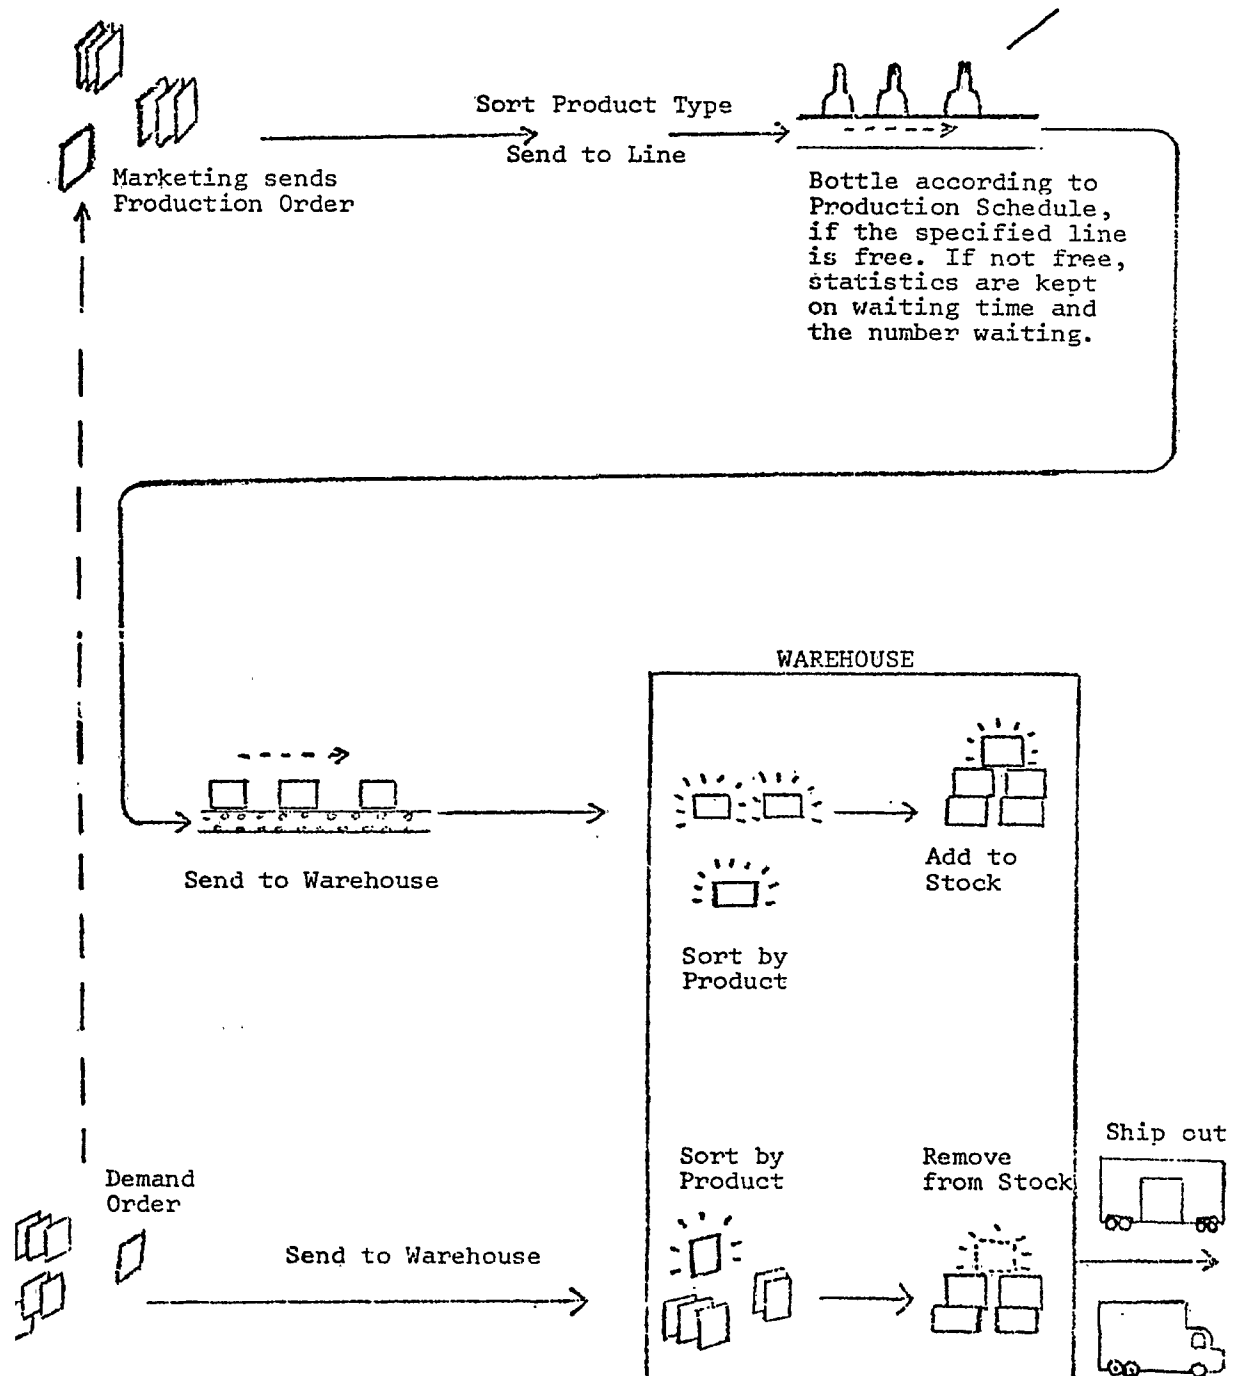 Sort Product Type
Send to Line
Marketing sends
Production Order
Bottle according to
Production Schedule,
if the specified line
is free. If not free,
statistics are kept
on waiting time and
the number waiting.
WAREHOUSE
Send to Warehouse
Add to
Stock
Sort by
Product
Ship out
Demand
Order
Sort by
Product
Remove
from Stock
Send to Warehouse